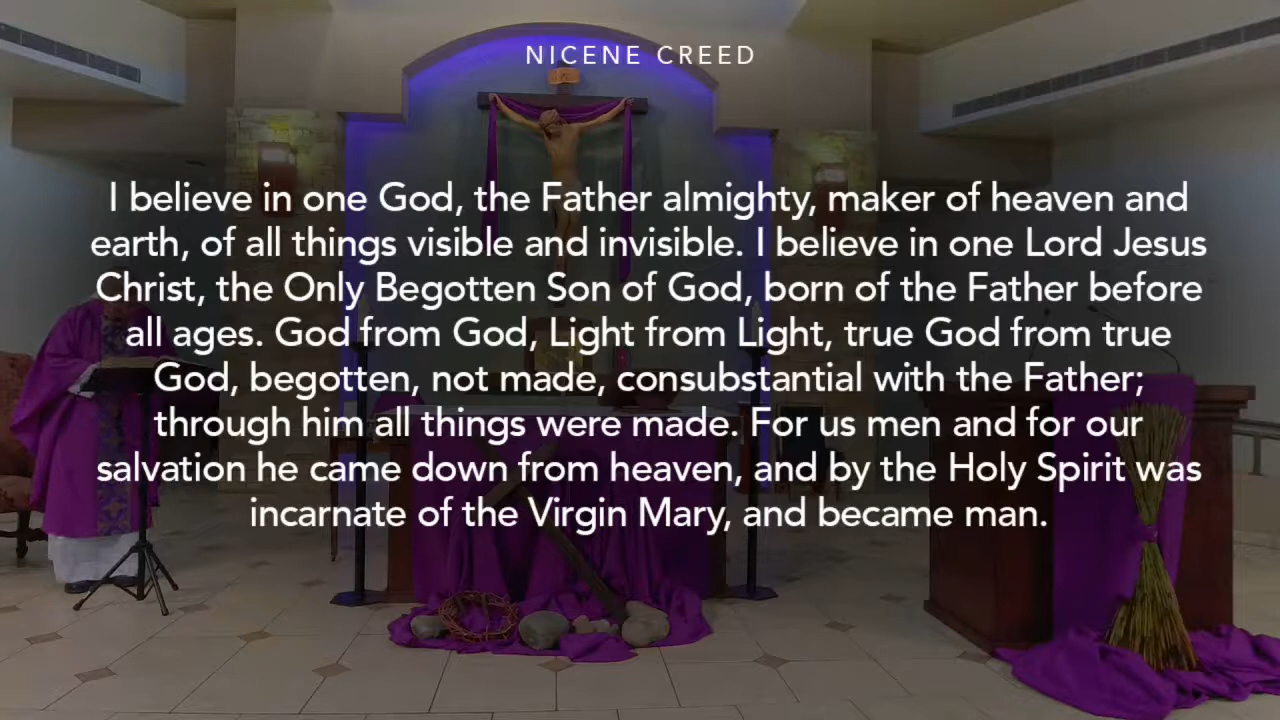 NICENE CREED
I believe in one God, the Father almighty, maker of heaven and
earth, of all things visible and invisible. I believe in one Lord Jesus
Christ, the Only Begotten Son of God, born of the Father before
all ages. God from God, Light from Light, true God from true
God, begotten, not made, consubstantial with the Father;
through him all things were made. For us men and for our
salvation he came down from heaven, and by the Holy Spirit was
incarnate of the Virgin Mary, and became man.